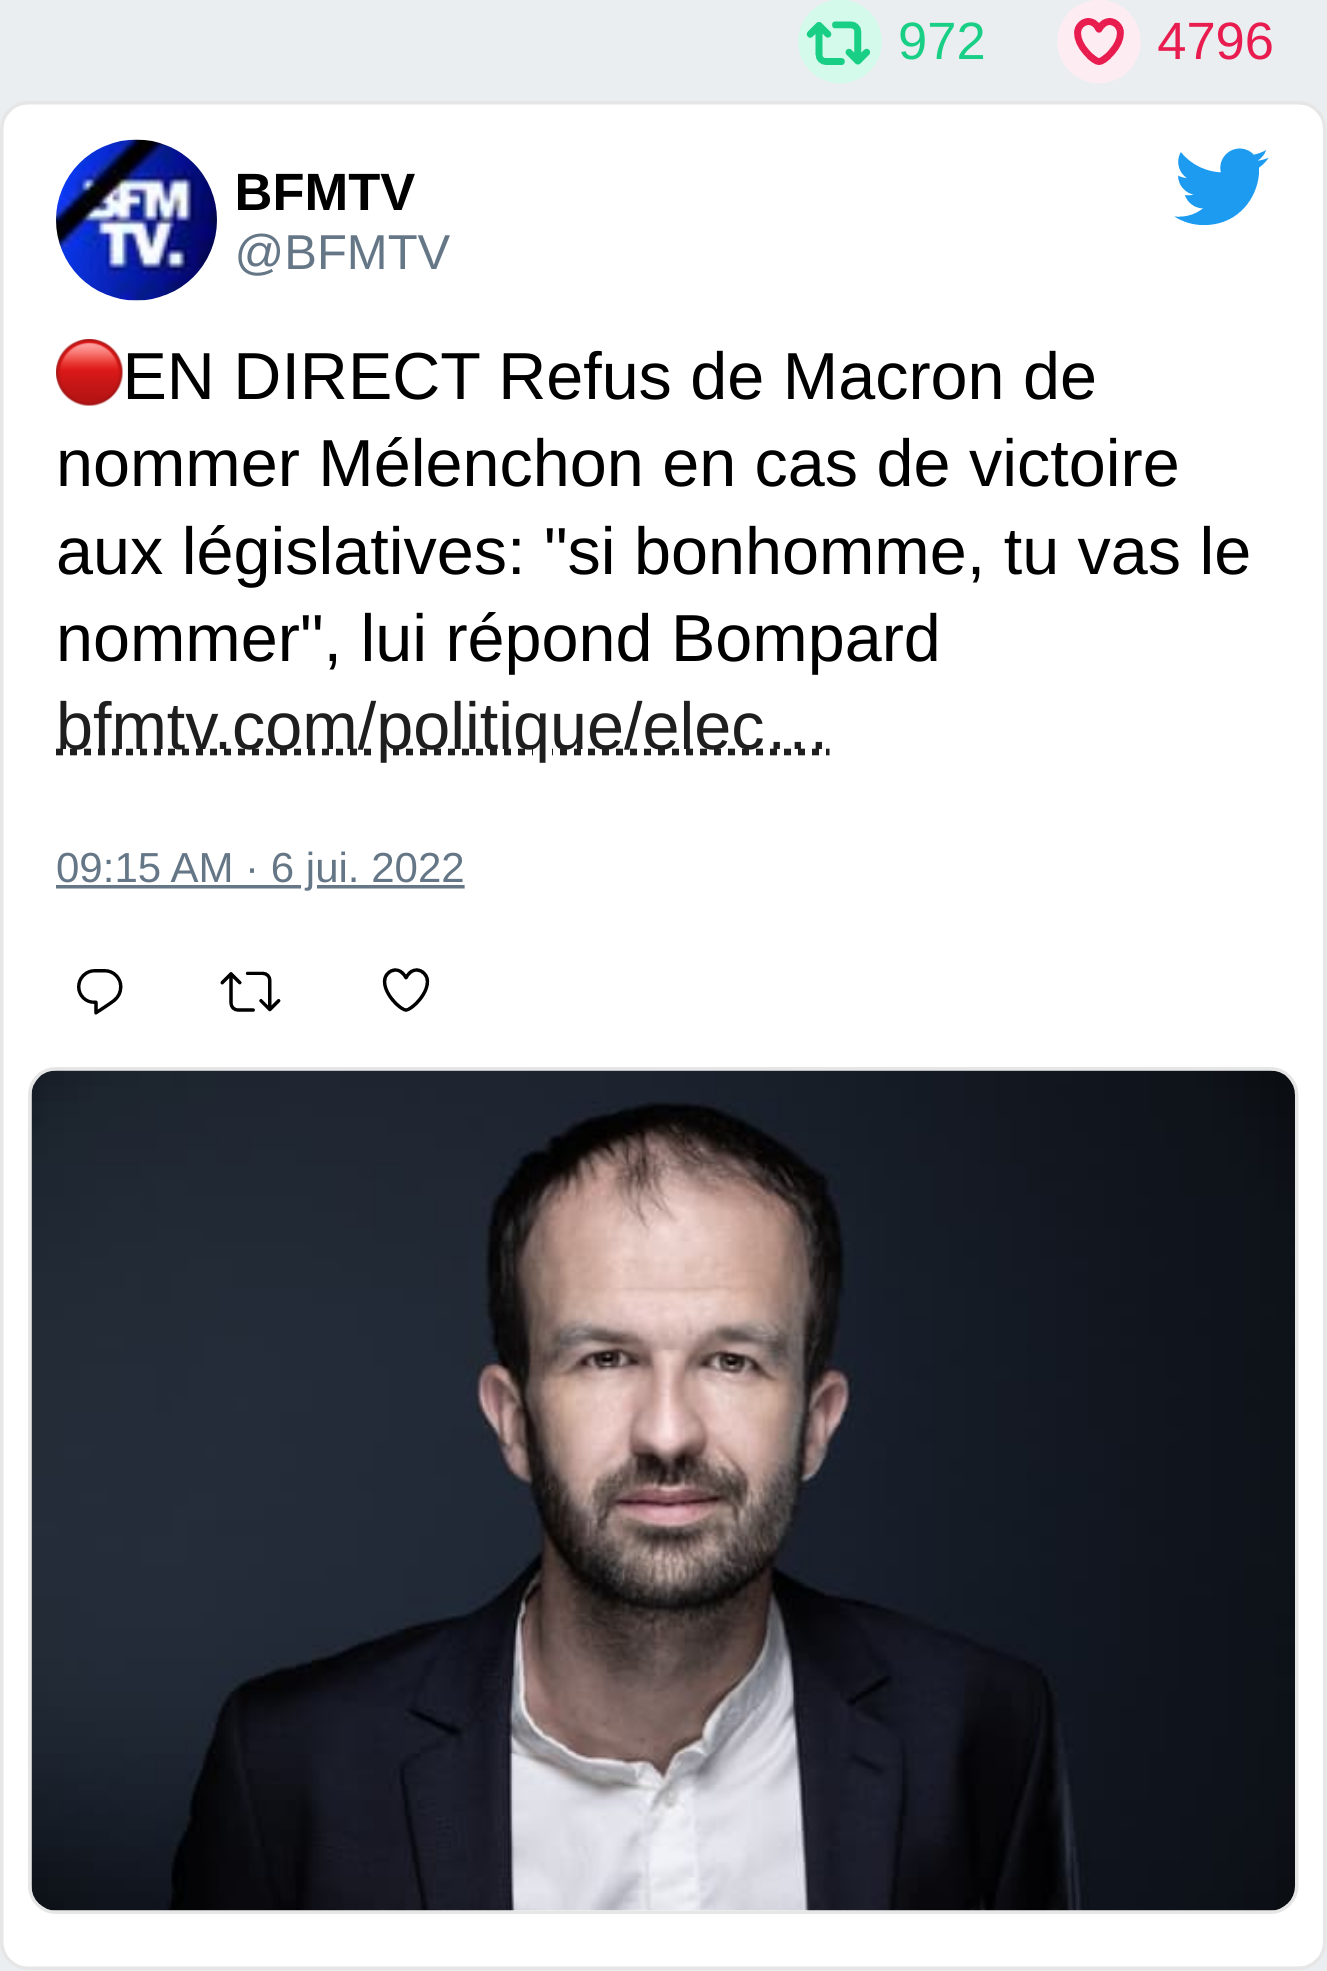 972 4796
BFM
TV.
BFMTV
@BFMTV
🔴EN DIRECT Refus de Macron de
nommer Mélenchon en cas de victoire
aux législatives: "si bonhomme, tu vas le
nommer", lui répond Bompard
bfmtv.com/politique/elec…
09:15 AM · 6 jui. 2022